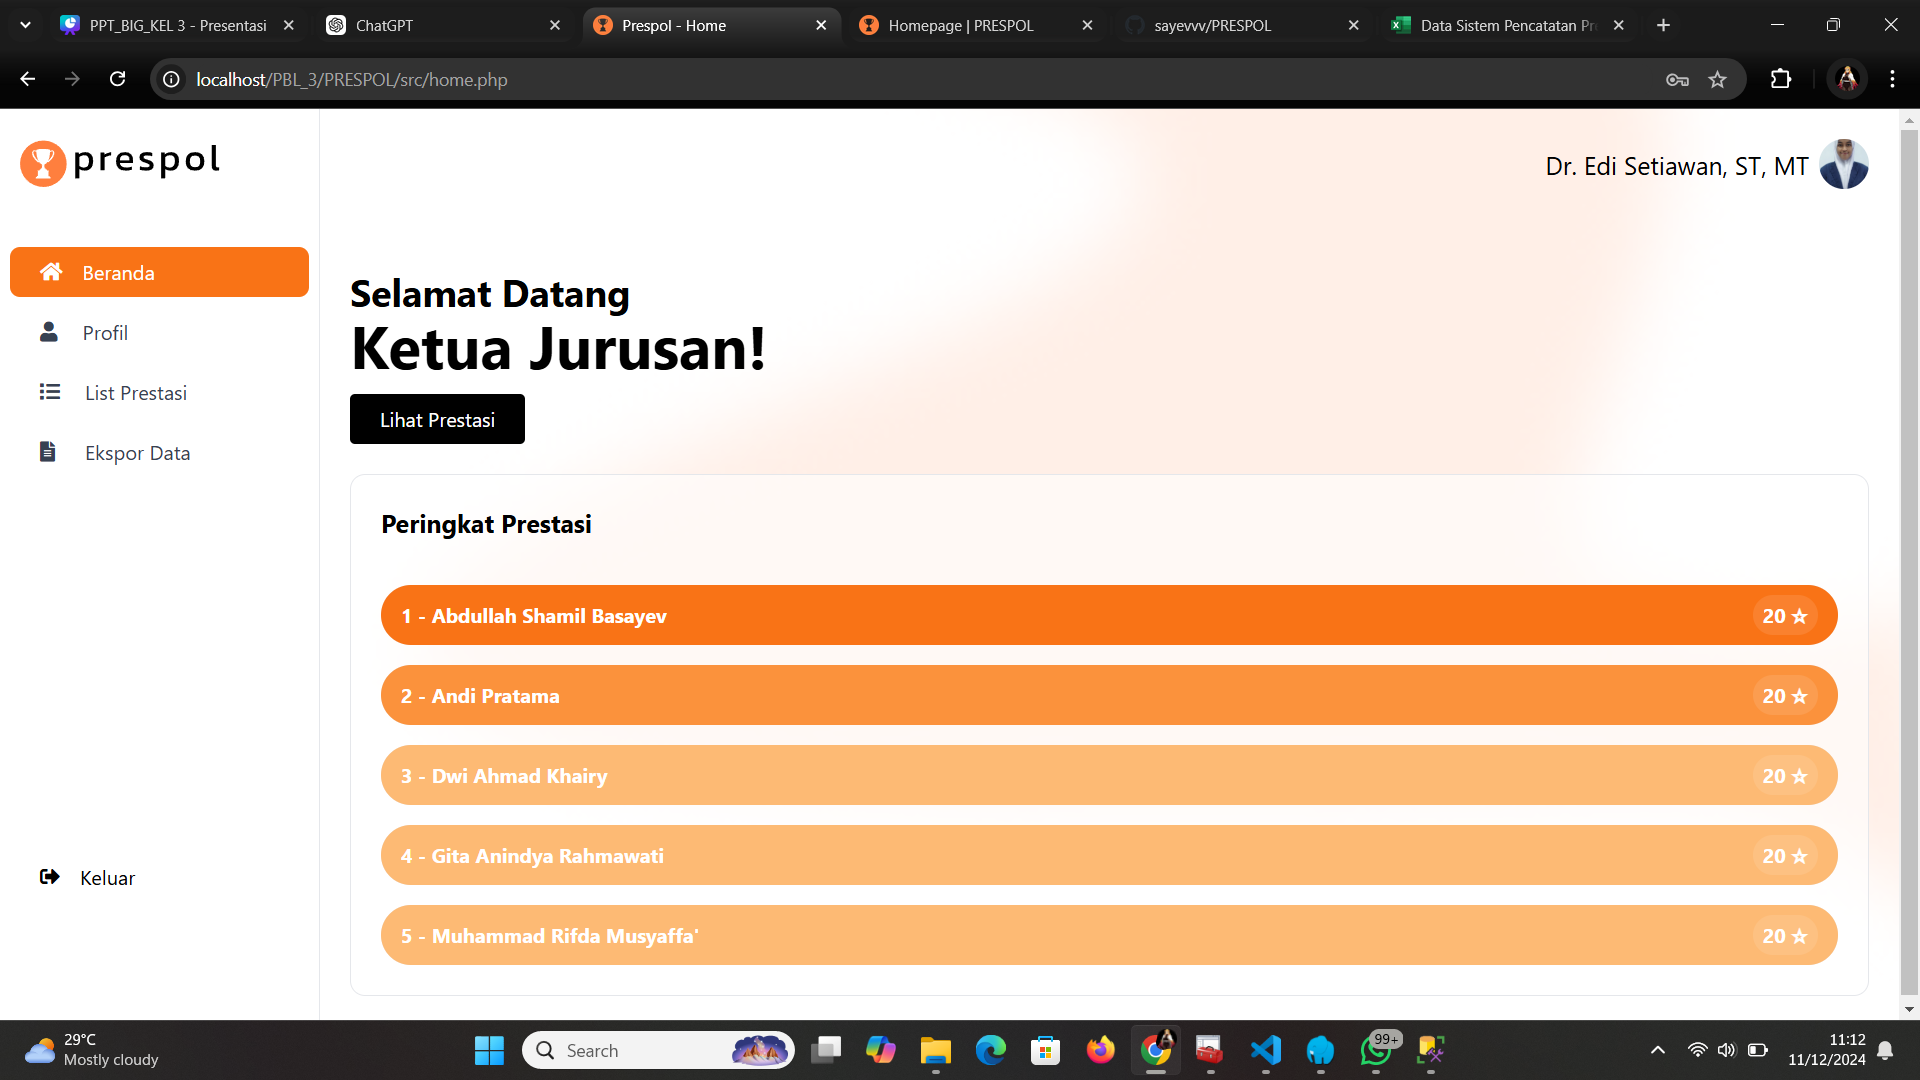 PPT_BIG_KEL 3 - Presentasi
ChatGPT
Prespol - Home
Homepage | PRESPOL
sayevvv/PRESPOL
Data Sistem Pencatatan Pr
localhost/PBL_3/PRESPOL/src/home.php
prespol
Dr. Edi Setiawan, ST, MT
Beranda
Profil
List Prestasi
Ekspor Data
Keluar
Selamat Datang
Ketua Jurusan!
Lihat Prestasi
Peringkat Prestasi
1 - Abdullah Shamil Basayev 20 ☆
2 - Andi Pratama 20 ☆
3 - Dwi Ahmad Khairy 20 ☆
4 - Gita Anindya Rahmawati 20 ☆
5 - Muhammad Rifda Musyaffa' 20 ☆
29°C
Mostly cloudy
Search
99+
11:12
11/12/2024